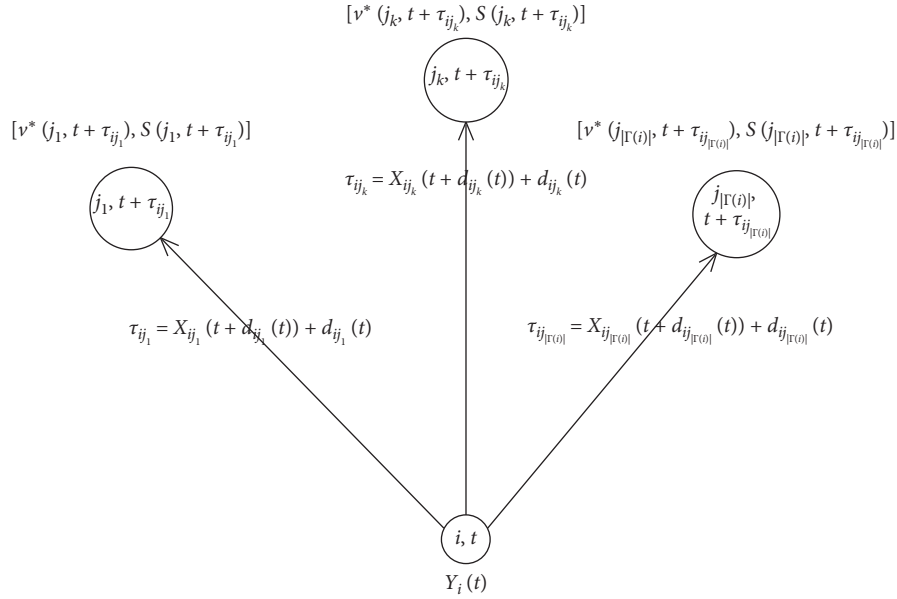 [v* (j_k, t + τ_{ij_k}), S (j_k, t + τ_{ij_k})]
j_k, t + τ_{ij_k}
[v* (j_1, t + τ_{ij_1}), S (j_1, t + τ_{ij_1})]
[v* (j_{|Γ(i)|}, t + τ_{ij_{|Γ(i)|}}), S (j_{|Γ(i)|}, t + τ_{ij_{|Γ(i)|}})]
τ_{ij_k} = X_{ij_k} (t + d_{ij_k} (t)) + d_{ij_k} (t)
j_1, t + τ_{ij_1}
j_{|Γ(i)|},
t + τ_{ij_{|Γ(i)|}}
τ_{ij_1} = X_{ij_1} (t + d_{ij_1} (t)) + d_{ij_1} (t)
τ_{ij_{|Γ(i)|}} = X_{ij_{|Γ(i)|}} (t + d_{ij_{|Γ(i)|}} (t)) + d_{ij_{|Γ(i)|}} (t)
i, t
Y_i (t)